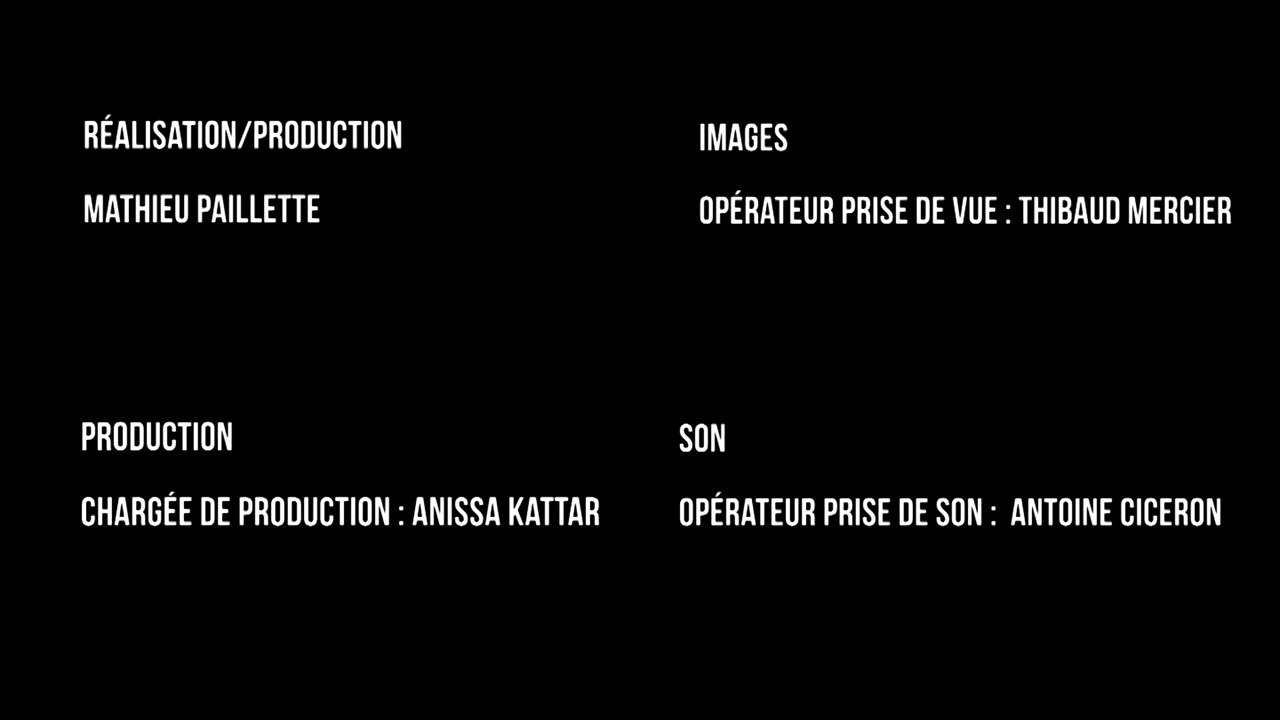 RÉALISATION/PRODUCTION
MATHIEU PAILLETTE
IMAGES
OPÉRATEUR PRISE DE VUE : THIBAUD MERCIER
PRODUCTION
CHARGÉE DE PRODUCTION : ANISSA KATTAR
SON
OPÉRATEUR PRISE DE SON :  ANTOINE CICERON